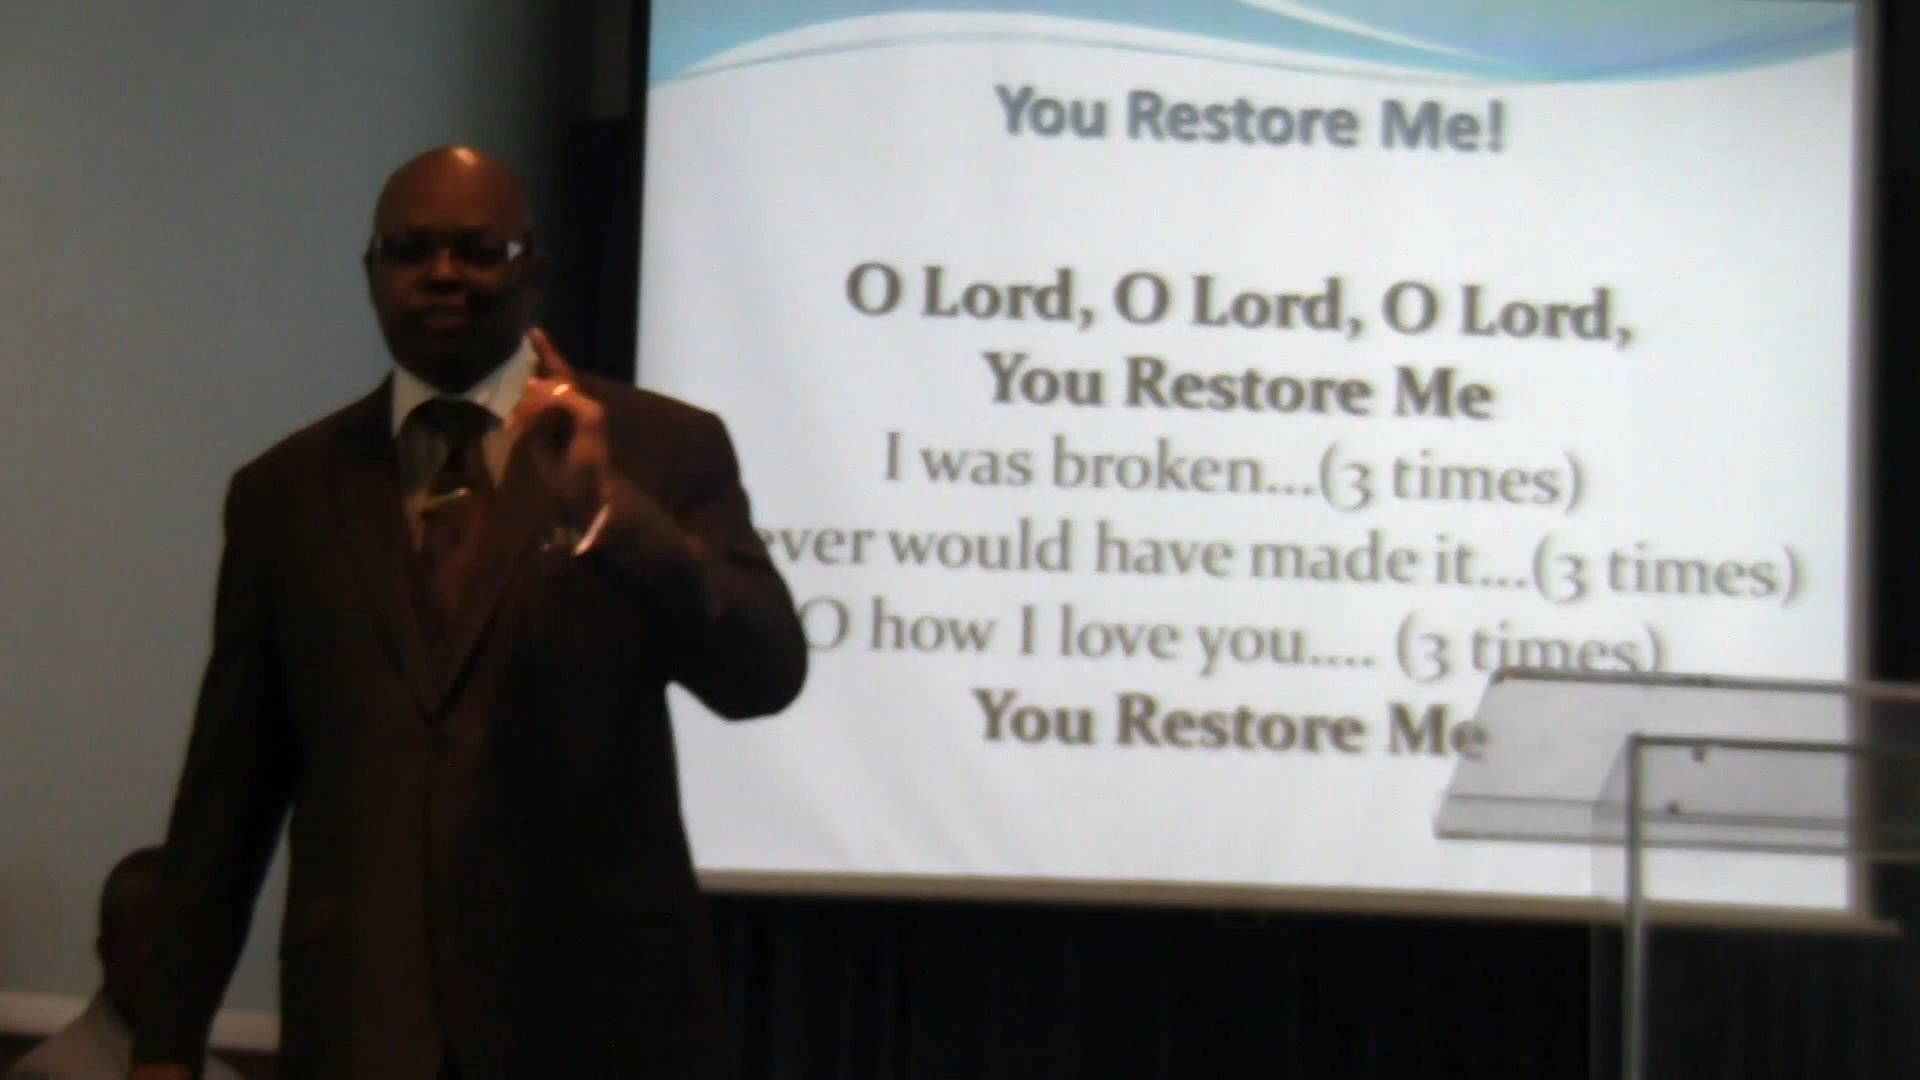 You Restore Me!
O Lord, O Lord, O Lord,
You Restore Me
I was broken...(3 times)
would have made it...(3 times)
O how I love you.... (3 times)
You Restore Me